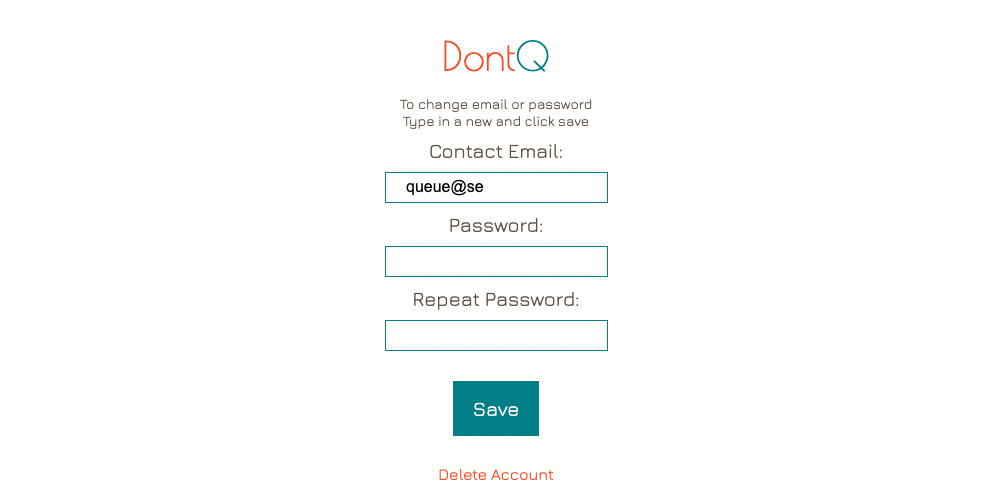 DontQ
To change email or password
Type in a new and click save
Contact Email:
queue@se
Password:
Repeat Password:
Save
Delete Account